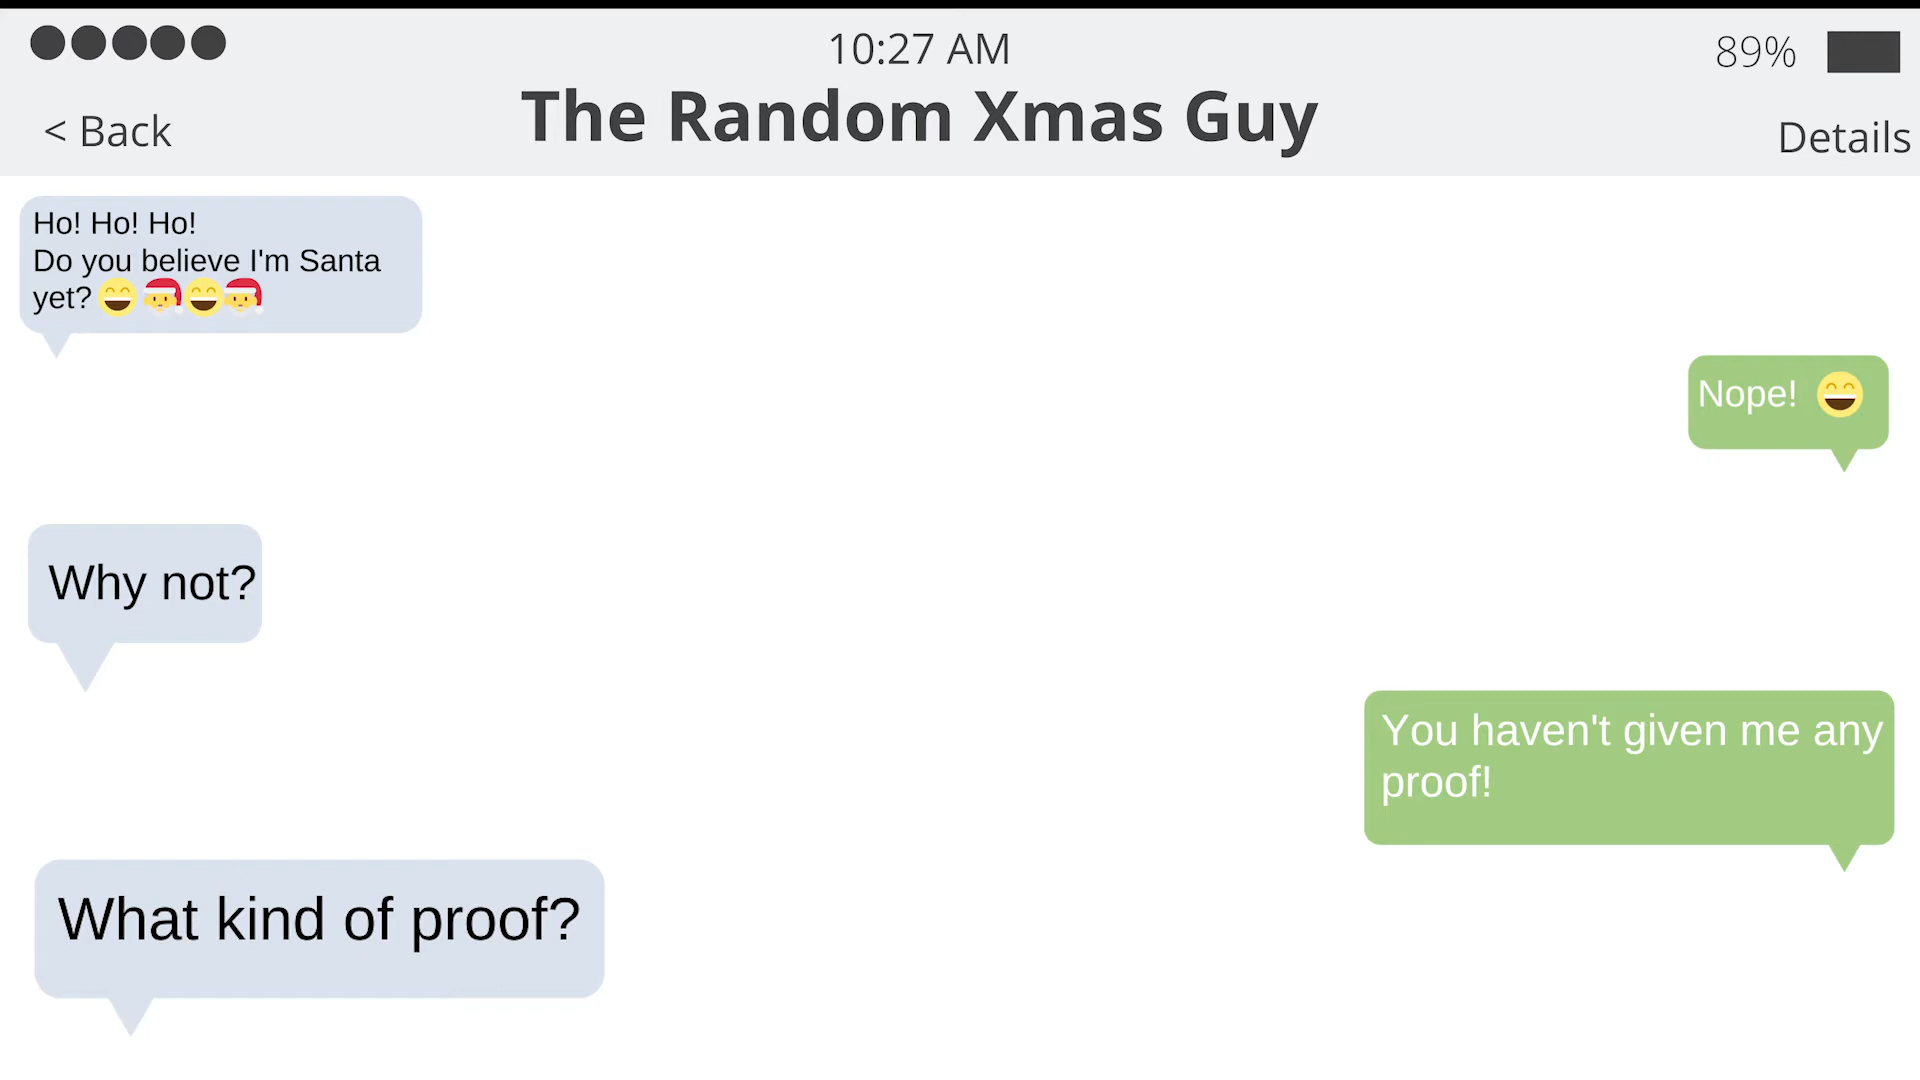 10:27 AM
89%
< Back
The Random Xmas Guy
Details
Ho! Ho! Ho!
Do you believe I'm Santa
yet? 😄🎅😄🎅
Nope! 😄
Why not?
You haven't given me any
proof!
What kind of proof?